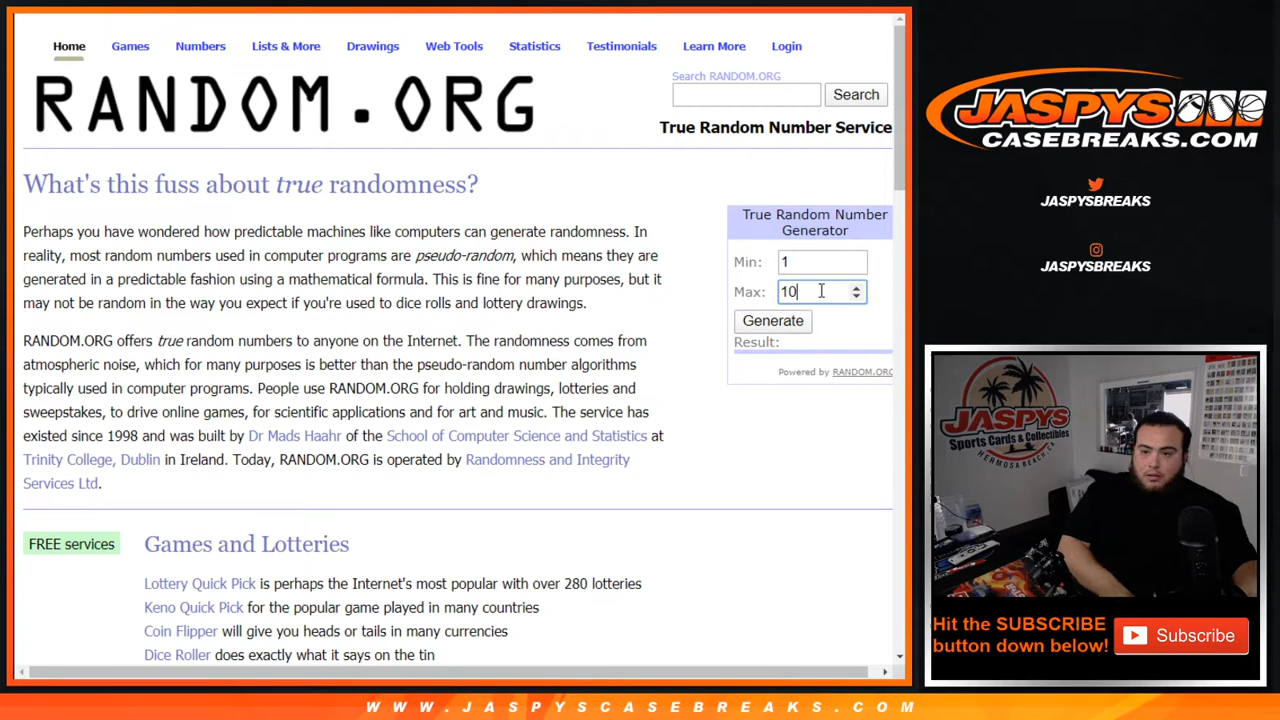 Home Games Numbers Lists & More Drawings Web Tools Statistics Testimonials Learn More Login
RANDOM.ORG
Search RANDOM.ORG
Search
True Random Number Service
What's this fuss about true randomness?
Perhaps you have wondered how predictable machines like computers can generate randomness. In
reality, most random numbers used in computer programs are pseudo-random, which means they are
generated in a predictable fashion using a mathematical formula. This is fine for many purposes, but it
may not be random in the way you expect if you're used to dice rolls and lottery drawings.
RANDOM.ORG offers true random numbers to anyone on the Internet. The randomness comes from
atmospheric noise, which for many purposes is better than the pseudo-random number algorithms
typically used in computer programs. People use RANDOM.ORG for holding drawings, lotteries and
sweepstakes, to drive online games, for scientific applications and for art and music. The service has
existed since 1998 and was built by Dr Mads Haahr of the School of Computer Science and Statistics at
Trinity College, Dublin in Ireland. Today, RANDOM.ORG is operated by Randomness and Integrity
Services Ltd.
True Random Number
Generator
Min: 1
Max: 10
Generate
Result:
Powered by RANDOM.ORG
FREE services
Games and Lotteries
Lottery Quick Pick is perhaps the Internet's most popular with over 280 lotteries
Keno Quick Pick for the popular game played in many countries
Coin Flipper will give you heads or tails in many currencies
Dice Roller does exactly what it says on the tin
JASPYS
CASEBREAKS.COM
JASPYSBREAKS
JASPYSBREAKS
JASPYS
Sports Cards & Collectibles
HERMOSA BEACH, CA
Hit the SUBSCRIBE
button down below!
Subscribe
WWW.JASPYSCASEBREAKS.COM